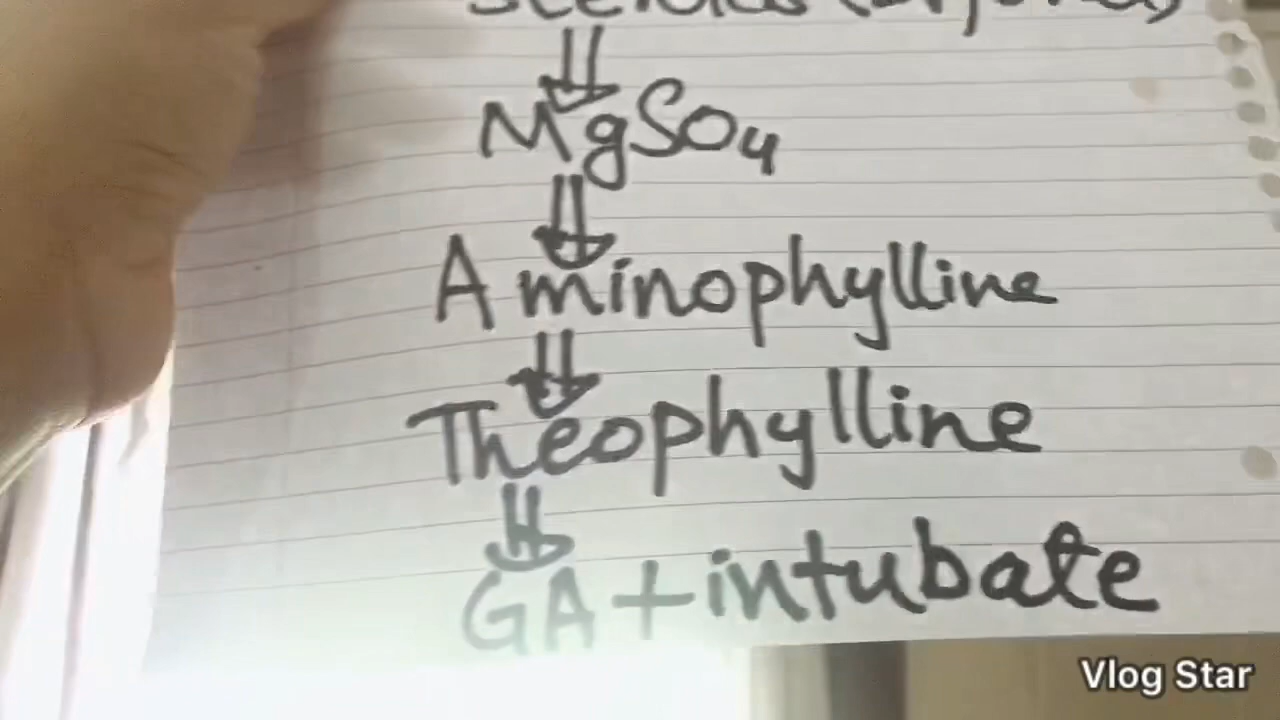 MgSO4
Aminophylline
Theophylline
GA + intubate
Vlog Star